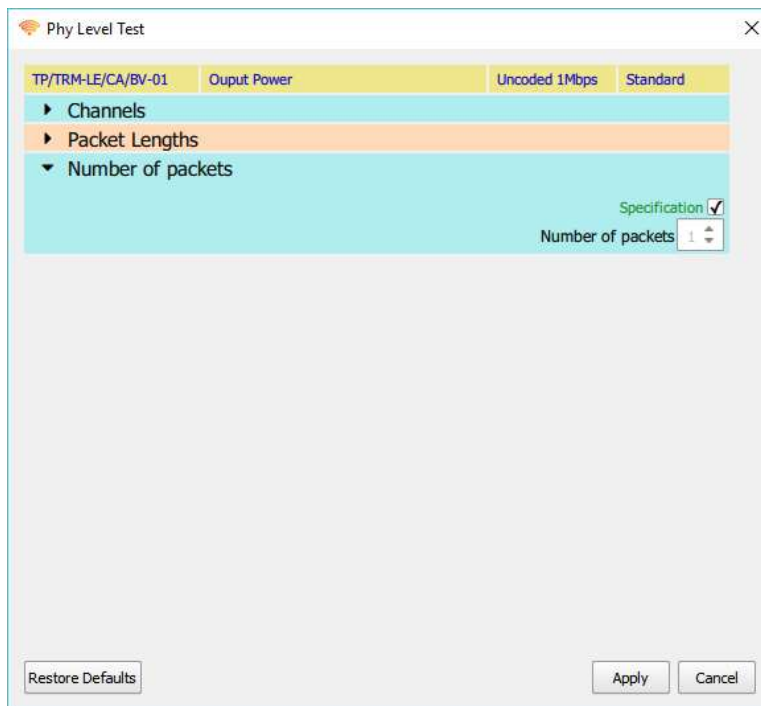 Phy Level Test
TP/TRM-LE/CA/BV-01 Ouput Power Uncoded 1Mbps Standard
Channels
Packet Lengths
Number of packets
Specification
Number of packets 1
Restore Defaults Apply Cancel